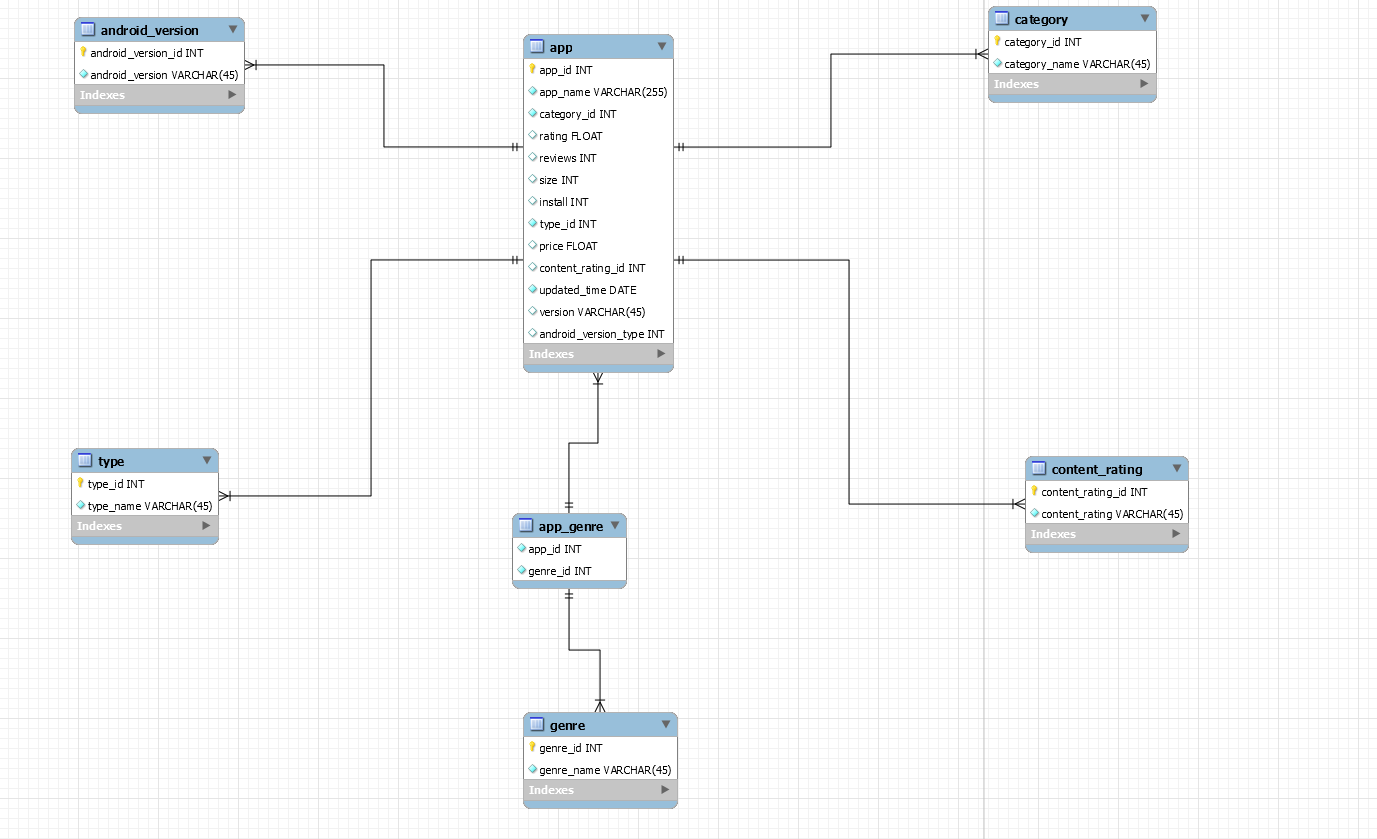 android_version
android_version_id INT
android_version VARCHAR(45)
Indexes
app
app_id INT
app_name VARCHAR(255)
category_id INT
rating FLOAT
reviews INT
size INT
install INT
type_id INT
price FLOAT
content_rating_id INT
updated_time DATE
version VARCHAR(45)
android_version_type INT
Indexes
category
category_id INT
category_name VARCHAR(45)
Indexes
type
type_id INT
type_name VARCHAR(45)
Indexes
app_genre
app_id INT
genre_id INT
content_rating
content_rating_id INT
content_rating VARCHAR(45)
Indexes
genre
genre_id INT
genre_name VARCHAR(45)
Indexes